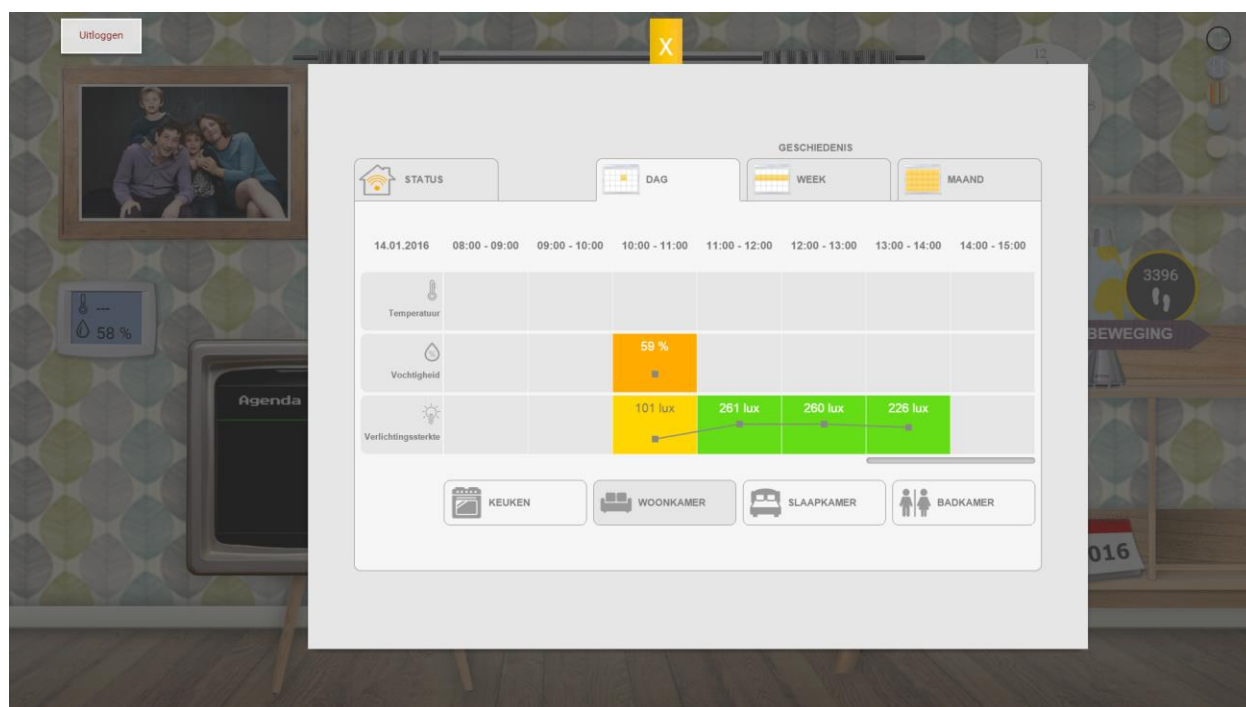 Uitloggen
X
12
GESCHIEDENIS
STATUS
DAG
WEEK
MAAND
14.01.2016 08:00 - 09:00 09:00 - 10:00 10:00 - 11:00 11:00 - 12:00 12:00 - 13:00 13:00 - 14:00 14:00 - 15:00
Temperatuur
59 %
Vochtigheid
101 lux 261 lux 260 lux 226 lux
Verlichtingssterkte
KEUKEN
WOONKAMER
SLAAPKAMER
BADKAMER
---
58 %
Agenda
3396
BEWEGING
016